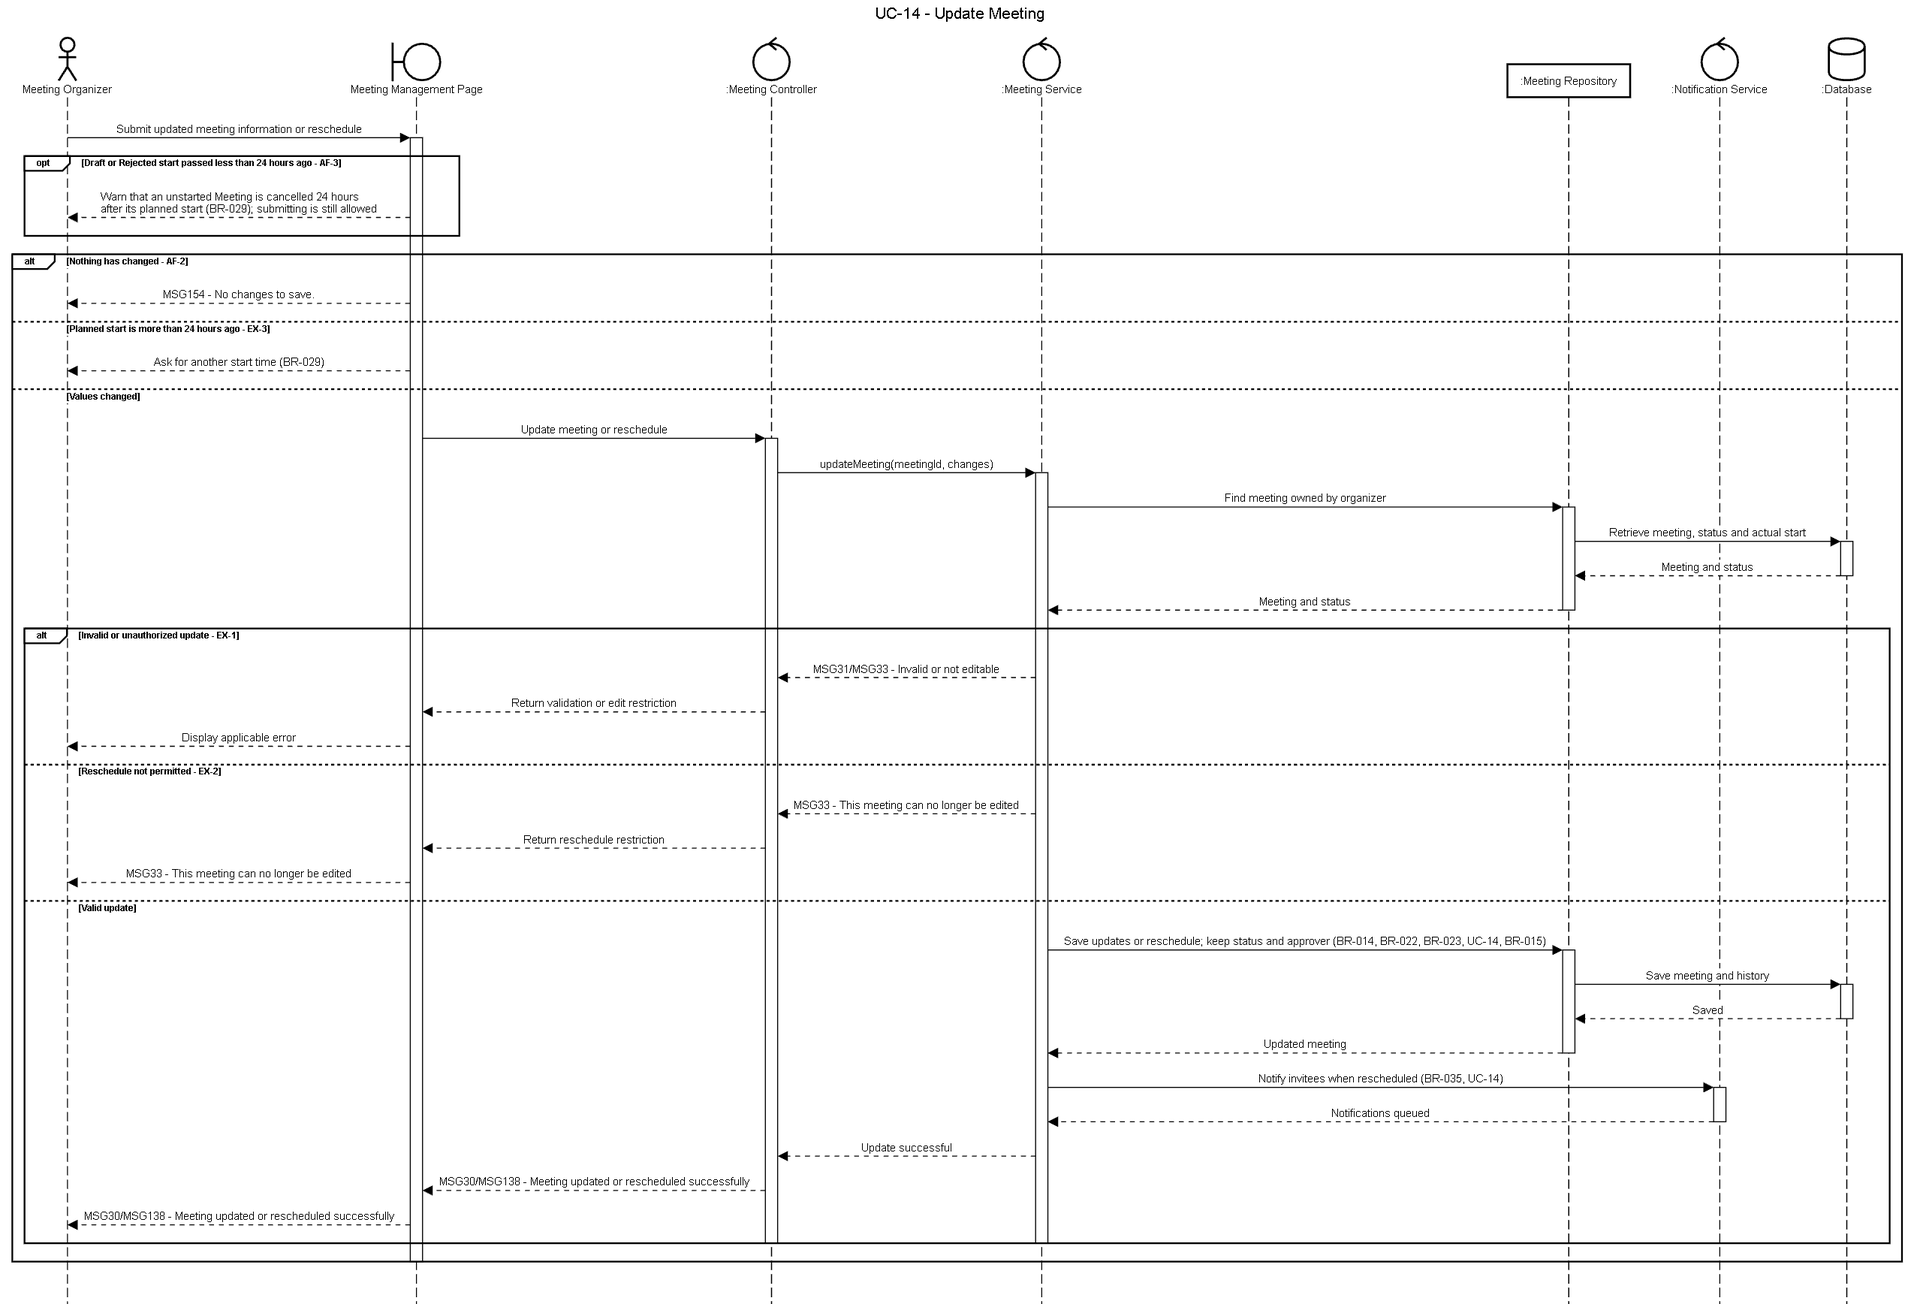 UC-14 - Update Meeting
Meeting Organizer
Meeting Management Page
:Meeting Controller
:Meeting Service
:Meeting Repository
:Notification Service
:Database
Submit updated meeting information or reschedule
opt
[Draft or Rejected start passed less than 24 hours ago - AF-3]
Warn that an unstarted Meeting is cancelled 24 hours
after its planned start (BR-029); submitting is still allowed
alt
[Nothing has changed - AF-2]
MSG154 - No changes to save.
[Planned start is more than 24 hours ago - EX-3]
Ask for another start time (BR-029)
[Values changed]
Update meeting or reschedule
updateMeeting(meetingId, changes)
Find meeting owned by organizer
Retrieve meeting, status and actual start
Meeting and status
Meeting and status
alt
[Invalid or unauthorized update - EX-1]
MSG31/MSG33 - Invalid or not editable
Return validation or edit restriction
Display applicable error
[Reschedule not permitted - EX-2]
MSG33 - This meeting can no longer be edited
Return reschedule restriction
MSG33 - This meeting can no longer be edited
[Valid update]
Save updates or reschedule; keep status and approver (BR-014, BR-022, BR-023, UC-14, BR-015)
Save meeting and history
Saved
Updated meeting
Notify invitees when rescheduled (BR-035, UC-14)
Notifications queued
Update successful
MSG30/MSG138 - Meeting updated or rescheduled successfully
MSG30/MSG138 - Meeting updated or rescheduled successfully